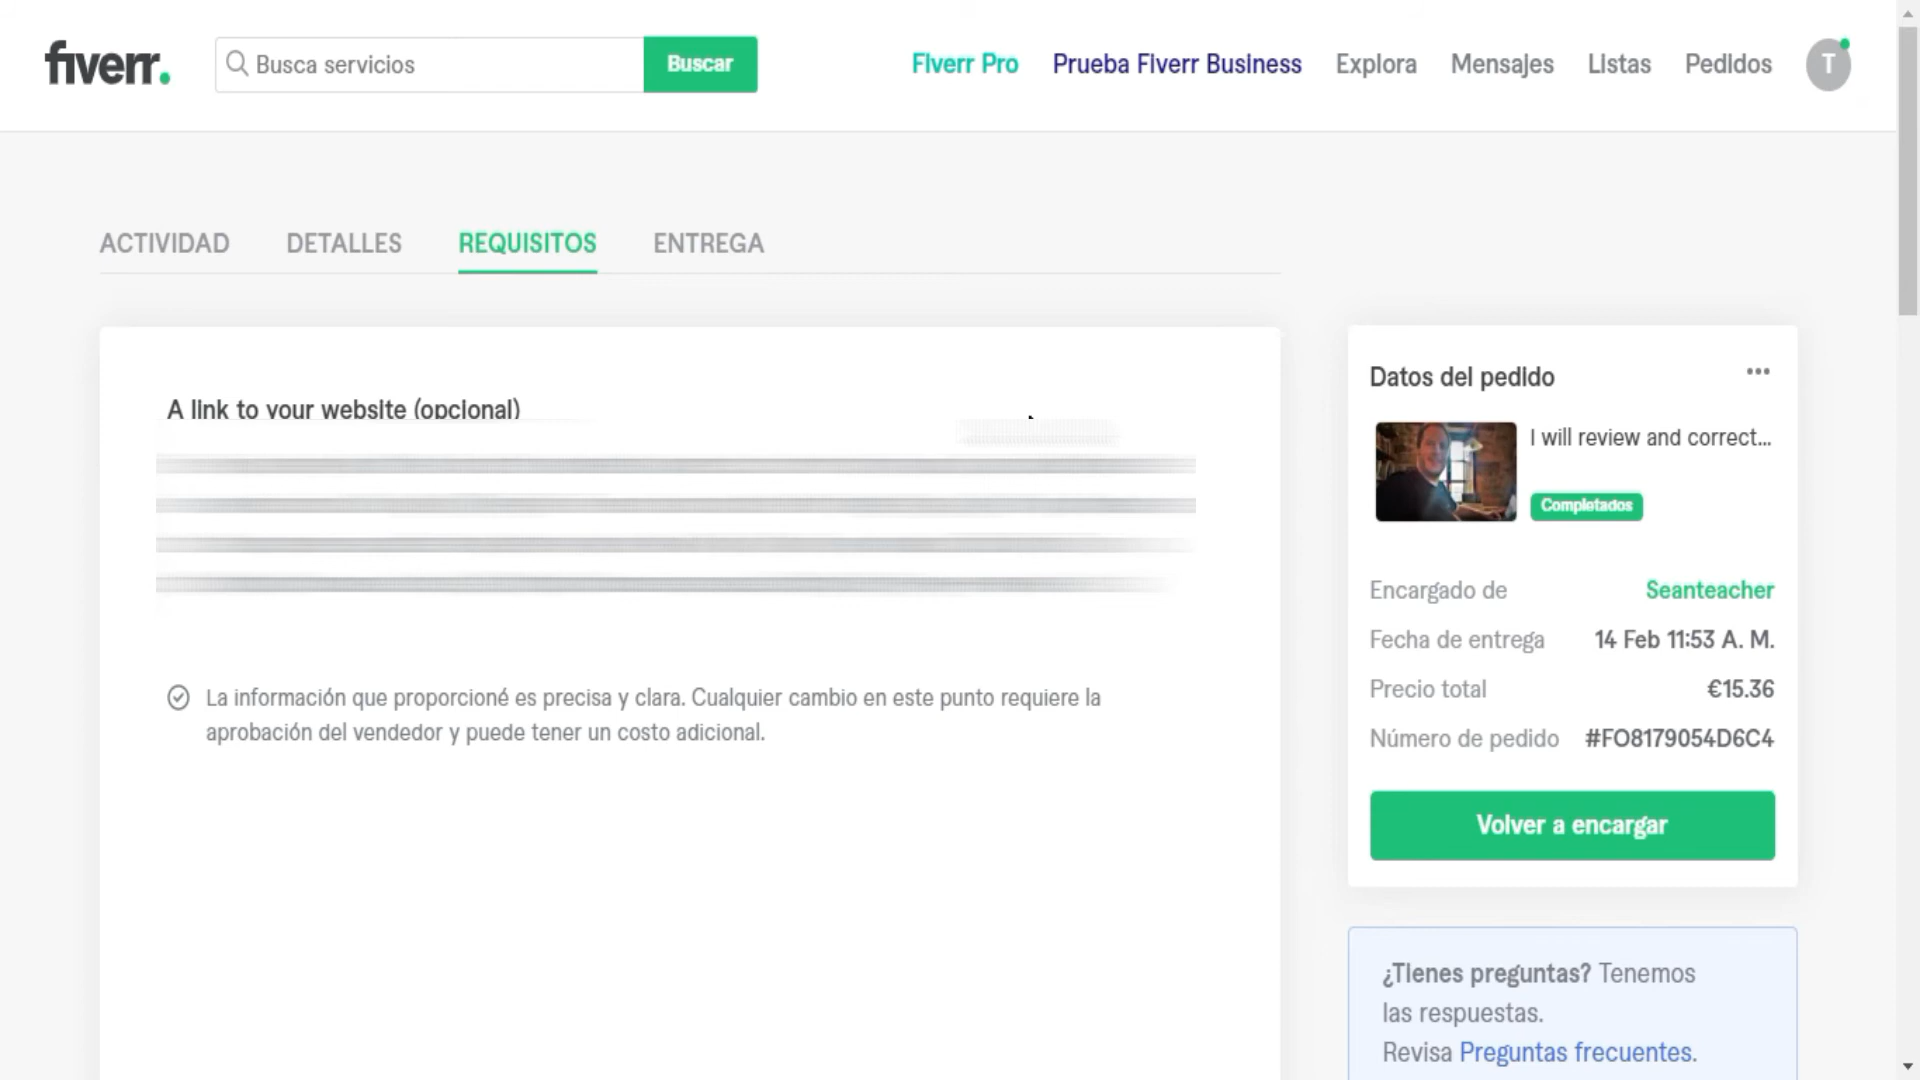 fiverr.
Busca servicios
Buscar
Fiverr Pro
Prueba Fiverr Business
Explora
Mensajes
Listas
Pedidos
T
ACTIVIDAD
DETALLES
REQUISITOS
ENTREGA
A link to your website (opcional)
La información que proporcioné es precisa y clara. Cualquier cambio en este punto requiere la
aprobación del vendedor y puede tener un costo adicional.
Datos del pedido
I will review and correct...
Completados
Encargado de
Seanteacher
Fecha de entrega
14 Feb 11:53 A. M.
Precio total
€15.36
Número de pedido
#FO8179054D6C4
Volver a encargar
¿Tienes preguntas? Tenemos
las respuestas.
Revisa Preguntas frecuentes.